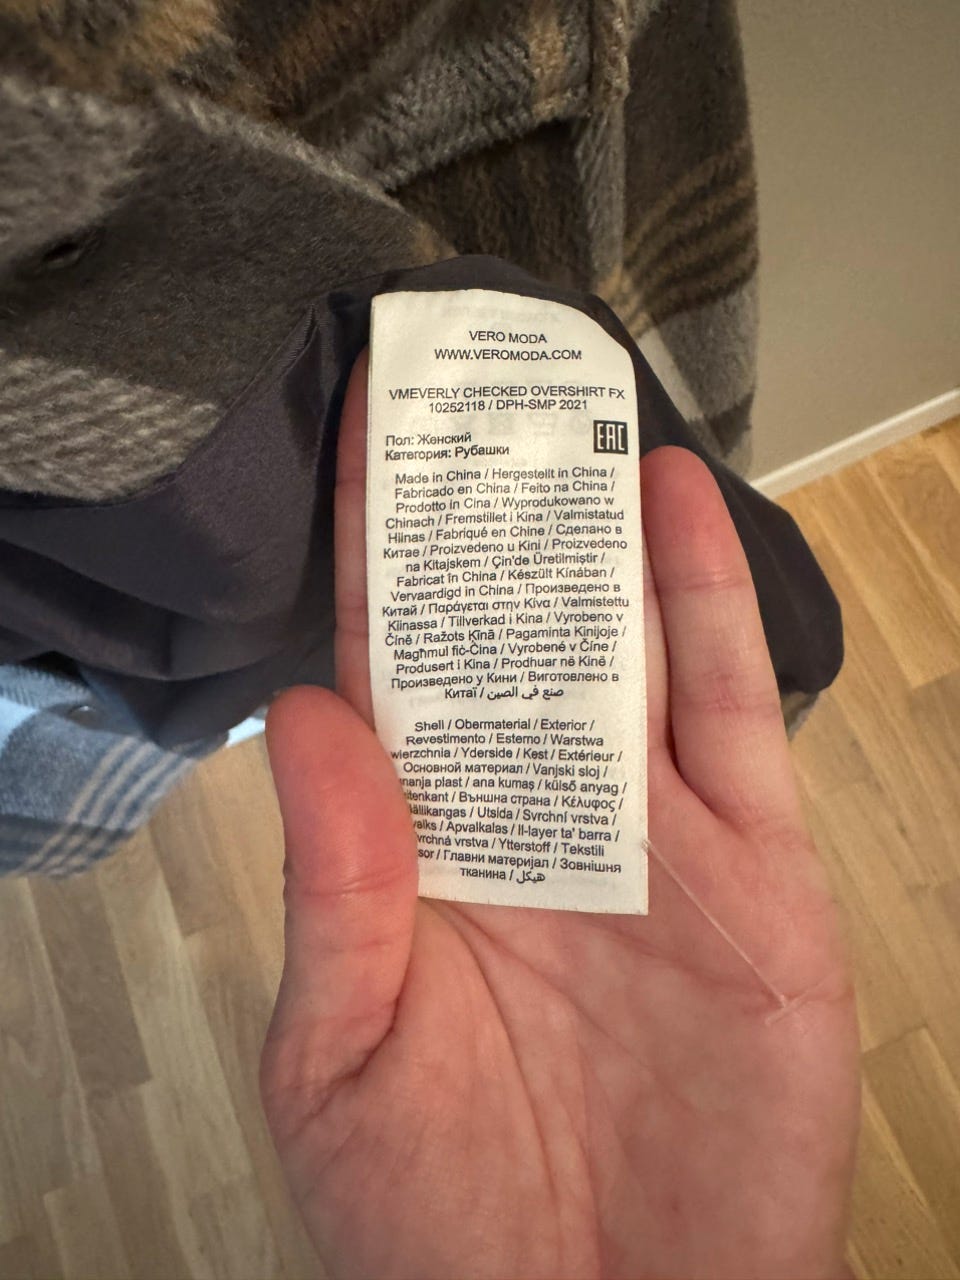 VERO MODA
WWW.VEROMODA.COM
VMEVERLY CHECKED OVERSHIRT FX
10252118 / DPH-SMP 2021
EAC
Пол: Женский
Категория: Рубашки
Made in China / Hergestellt in China /
Fabricado en China / Feito na China /
Prodotto in Cina / Wyprodukowano w
Chinach / Fremstillet i Kina / Valmistatud
Hiinas / Fabriqué en Chine / Сделано в
Китае / Proizvedeno u Kini / Proizvedeno
na Kitajskem / Çin'de Üretilmiştir /
Fabricat în China / Készült Kínában /
Vervaardigd in China / Произведено в
Китай / Παράγεται στην Κίνα / Valmistettu
Kiinassa / Tillverkad i Kina / Vyrobeno v
Číně / Ražots Ķīnā / Pagaminta Kinijoje /
Magħmul fiċ-Ċina / Vyrobené v Číne /
Produsert i Kina / Prodhuar në Kinë /
Произведено у Кини / Виготовлено в
Китаї / صنع في الصين
Shell / Obermaterial / Exterior /
Revestimento / Esterno / Warstwa
wierzchnia / Yderside / Kest / Extérieur /
Основной материал / Vanjski sloj /
plast / ana kumaş / külső anyag /
/ Външна страна / Κέλυφος /
/ Utsida / Svrchní vrstva /
/ Apvalkalas / Il-layer ta' barra /
vrstva / Ytterstoff / Tekstili
/ Главни материјал / Зовнішня
тканина / هيكل